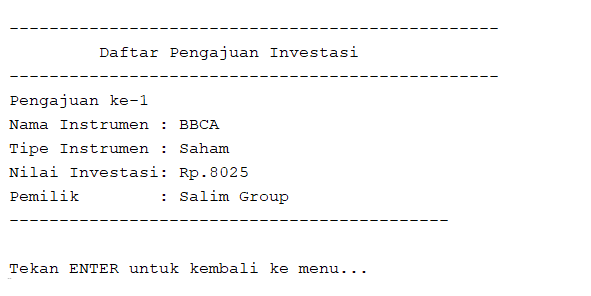 -------------------------------------------------
         Daftar Pengajuan Investasi
-------------------------------------------------
Pengajuan ke-1
Nama Instrumen : BBCA
Tipe Instrumen : Saham
Nilai Investasi: Rp.8025
Pemilik        : Salim Group
--------------------------------------------
Tekan ENTER untuk kembali ke menu...